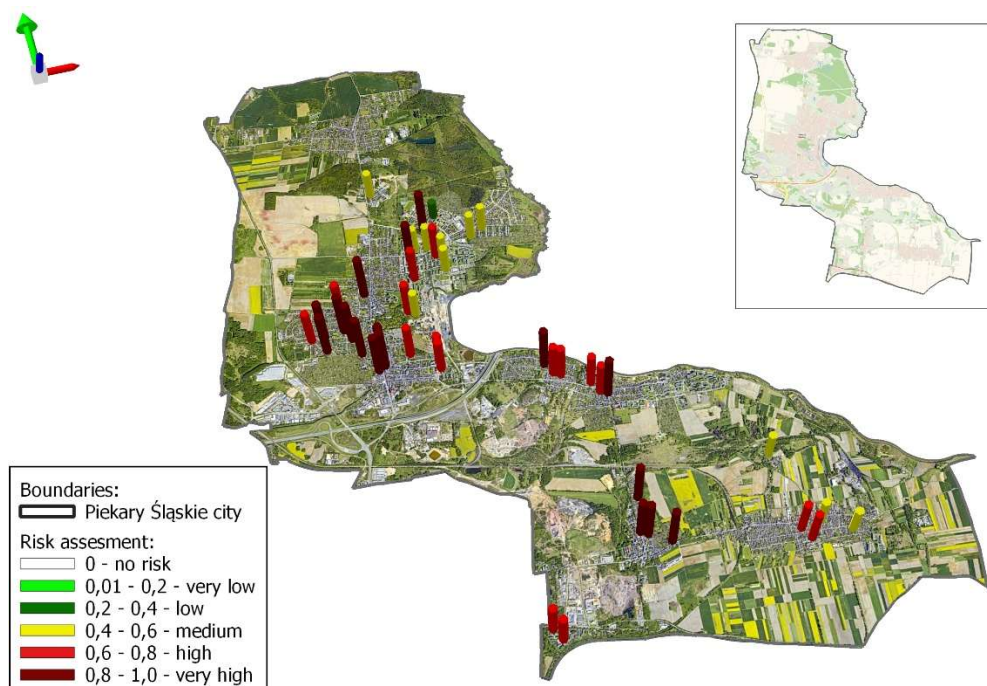 Boundaries:
Piekary Śląskie city
Risk assesment:
0 - no risk
0,01 - 0,2 - very low
0,2 - 0,4 - low
0,4 - 0,6 - medium
0,6 - 0,8 - high
0,8 - 1,0 - very high